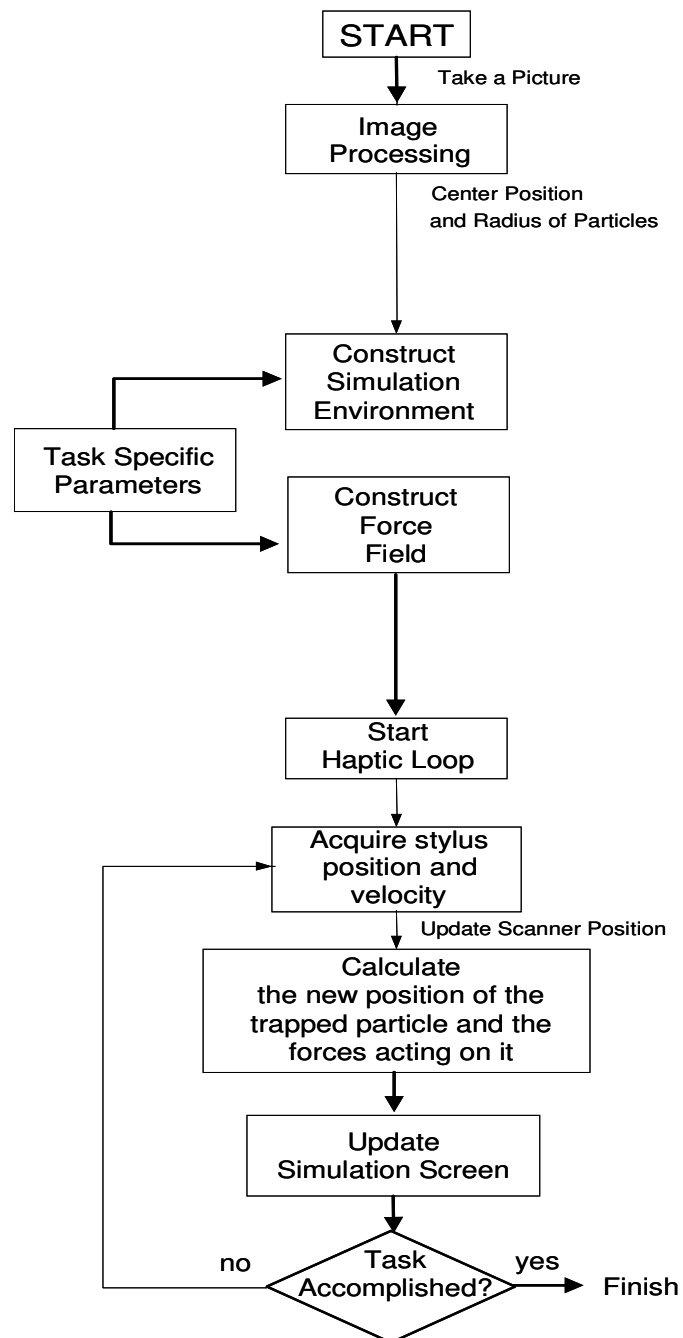 START
Take a Picture
Image
Processing
Center Position
and Radius of Particles
Construct
Simulation
Environment
Task Specific
Parameters
Construct
Force
Field
Start
Haptic Loop
Acquire stylus
position and
velocity
Update Scanner Position
Calculate
the new position of the
trapped particle and the
forces acting on it
Update
Simulation Screen
Task
Accomplished?
no
yes
Finish